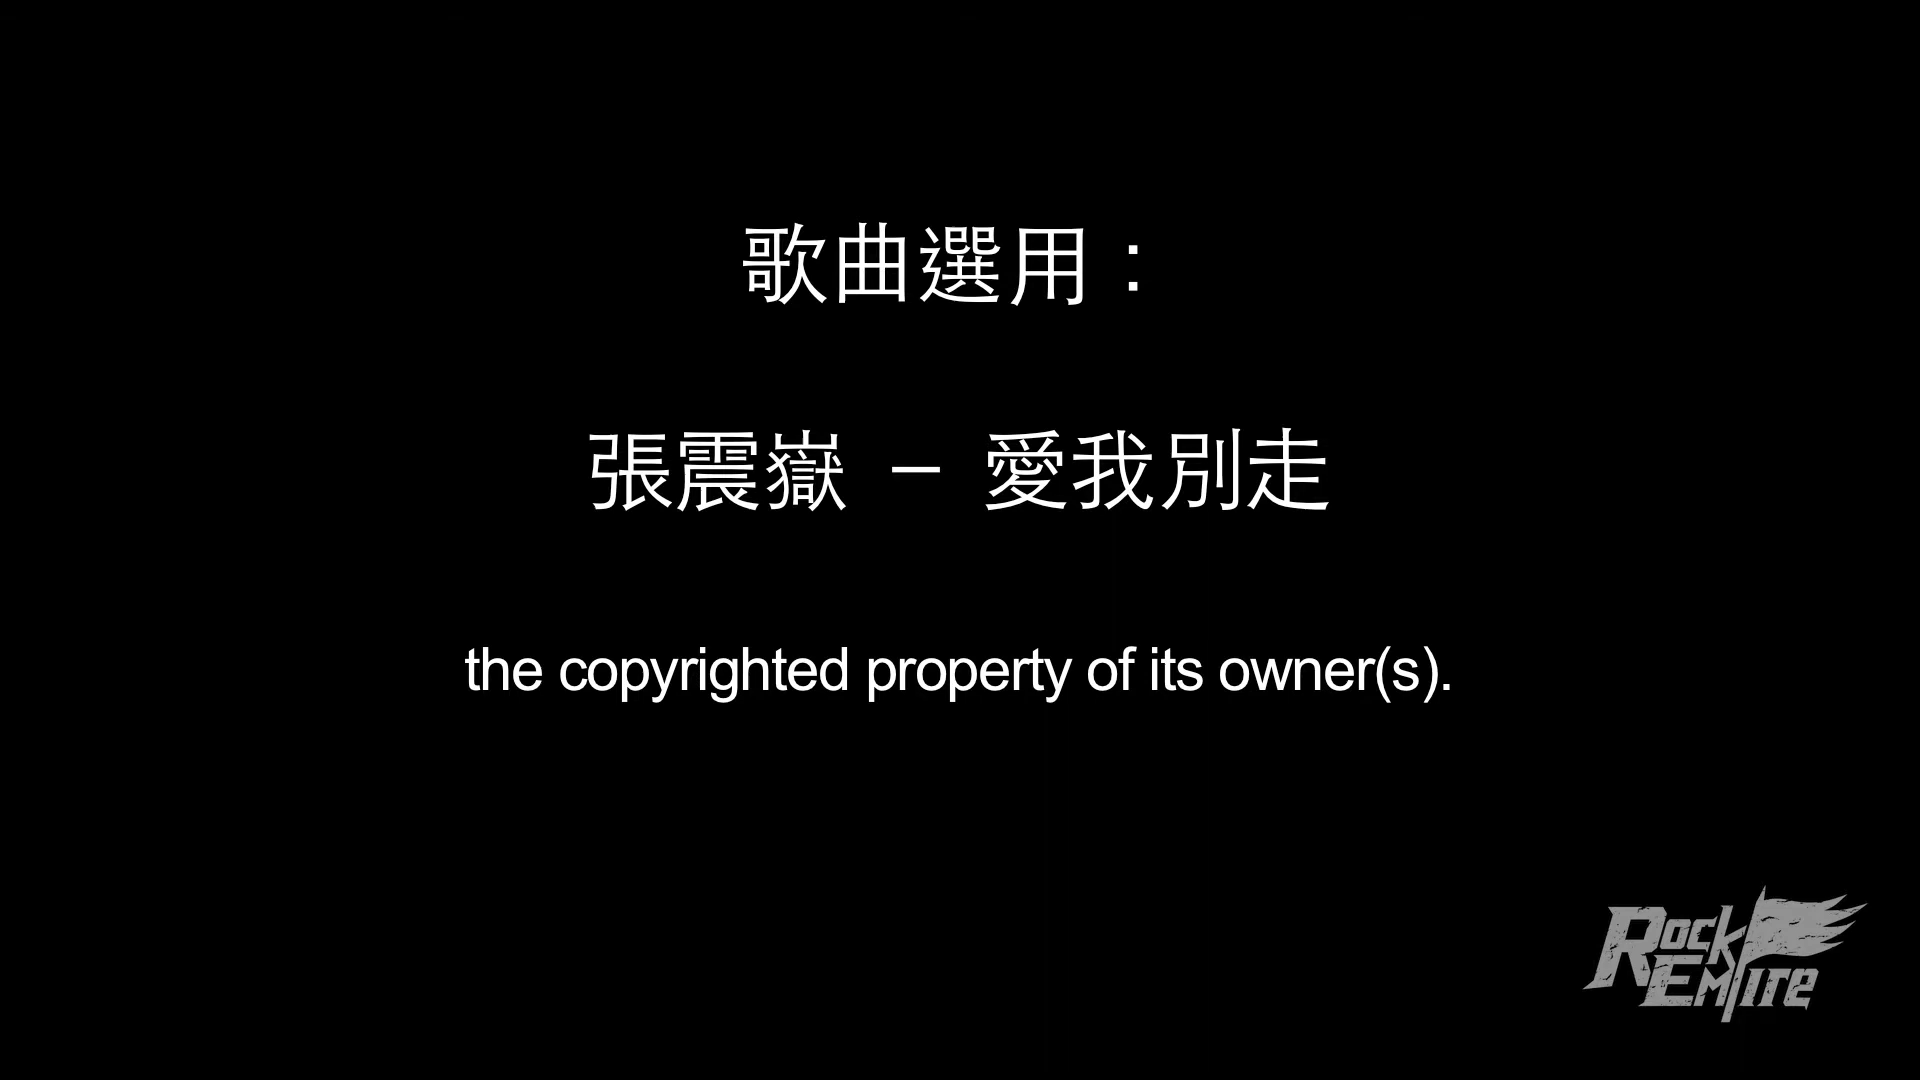 歌曲選用：
張震嶽 － 愛我別走
the copyrighted property of its owner(s).
ROCK
EMPIRE